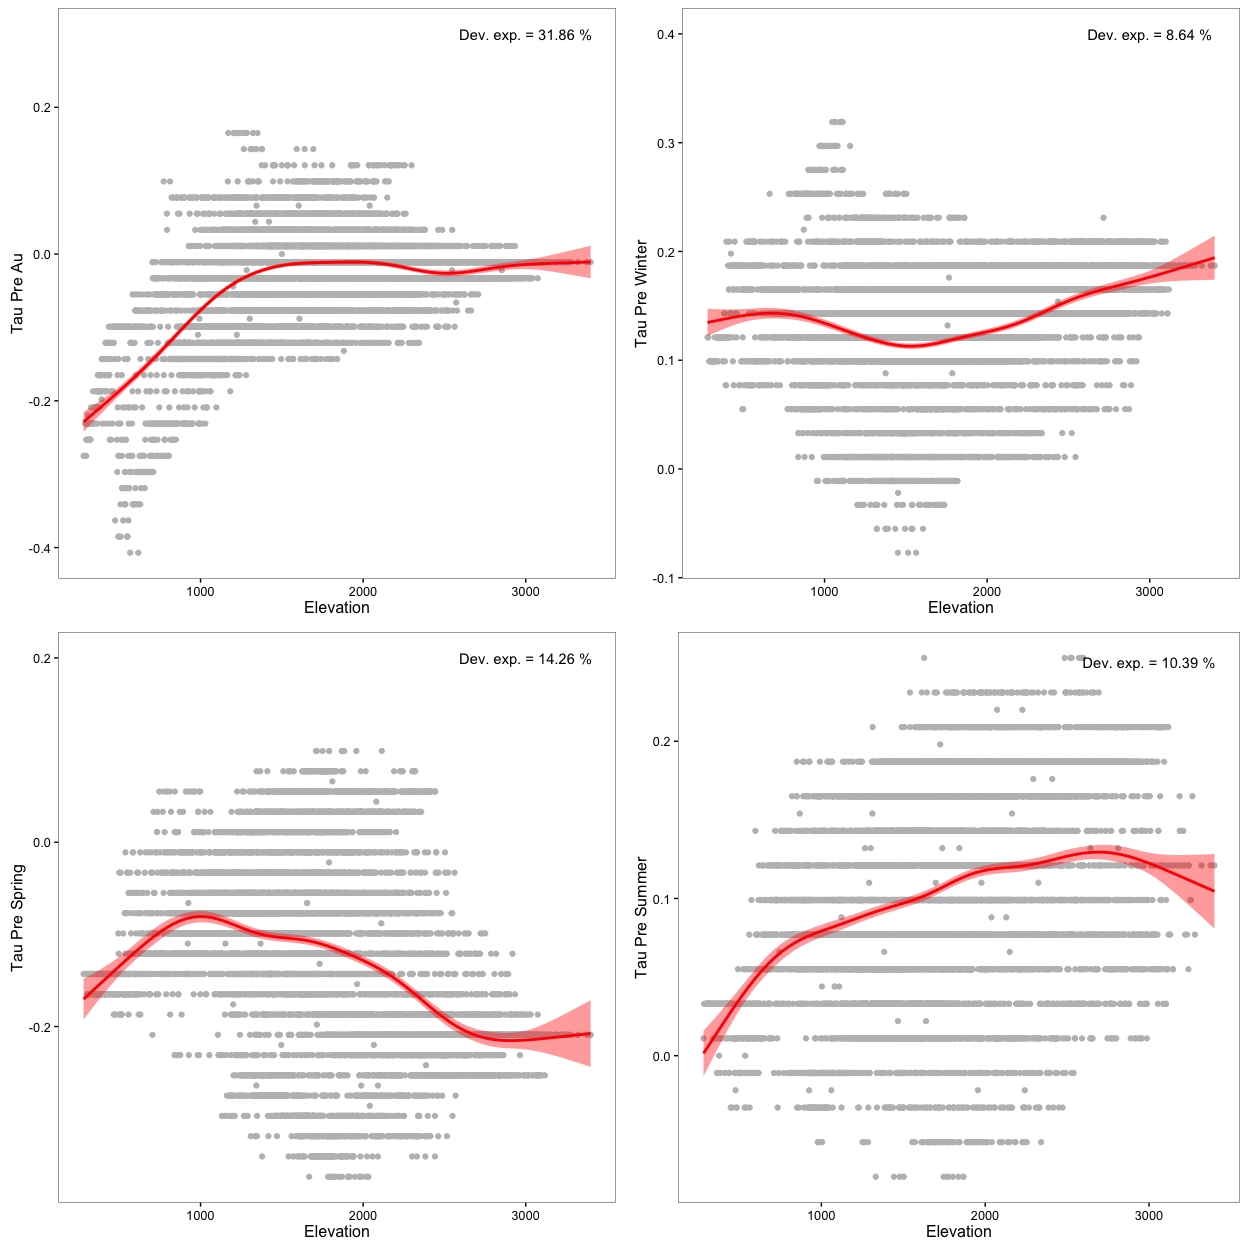 Dev. exp. = 31.86 %
Tau Pre Au
0.2
0.0
-0.2
-0.4
1000 2000 3000
Elevation
Dev. exp. = 8.64 %
Tau Pre Winter
0.4
0.3
0.2
0.1
0.0
-0.1
1000 2000 3000
Elevation
Dev. exp. = 14.26 %
Tau Pre Spring
0.2
0.0
-0.2
1000 2000 3000
Elevation
Dev. exp. = 10.39 %
Tau Pre Summer
0.2
0.1
0.0
1000 2000 3000
Elevation